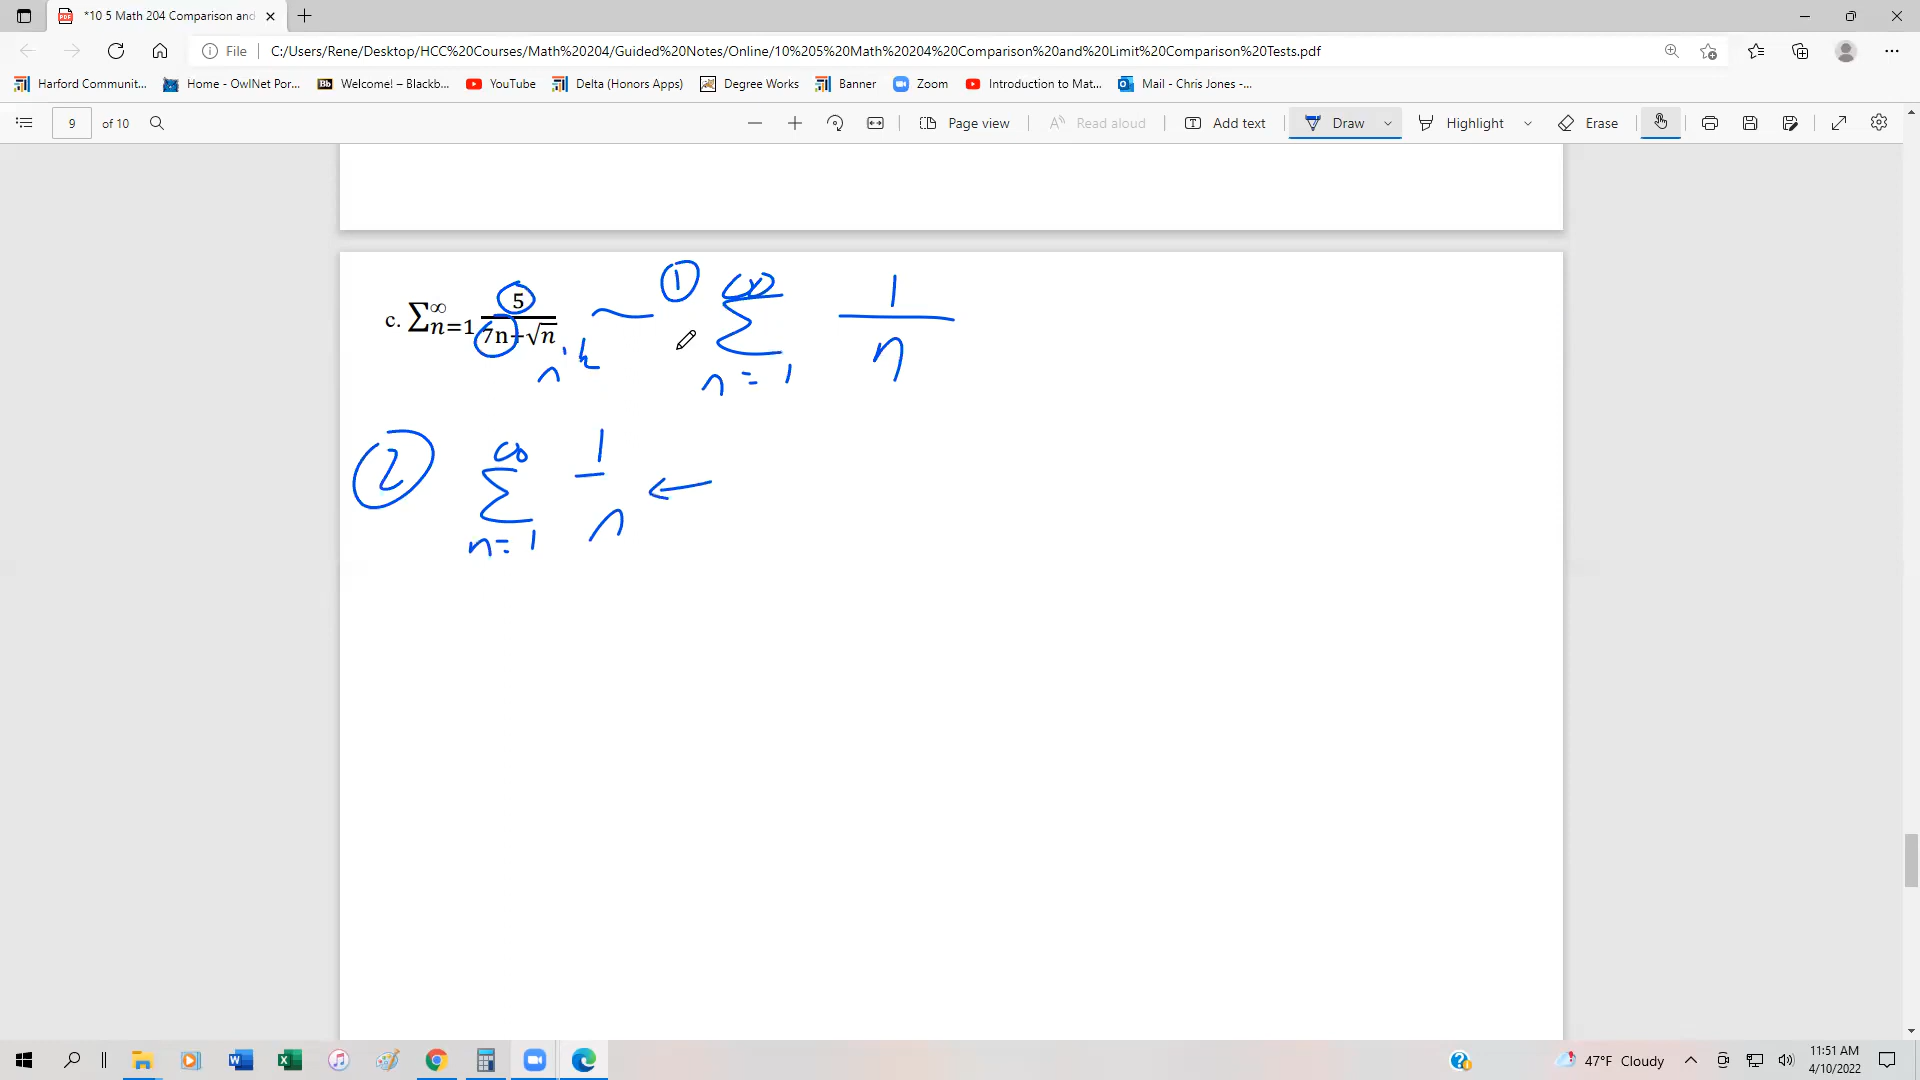 *10 5 Math 204 Comparison and
File C:/Users/Rene/Desktop/HCC%20Courses/Math%20204/Guided%20Notes/Online/10%205%20Math%20204%20Comparison%20and%20Limit%20Comparison%20Tests.pdf
Harford Communit... Home - OwlNet Por... Bb Welcome! – Blackb... YouTube Delta (Honors Apps) Degree Works Banner Zoom Introduction to Mat... Mail - Chris Jones -...
9 of 10 Page view Read aloud Add text Draw Highlight Erase
c. ∑_{n=1}^{∞} 5/(7n+√n) ~ ① ∑_{n=1}^{∞} 1/n
n^{1/2}
② ∑_{n=1}^{∞} 1/n ←
47°F Cloudy 11:51 AM
4/10/2022